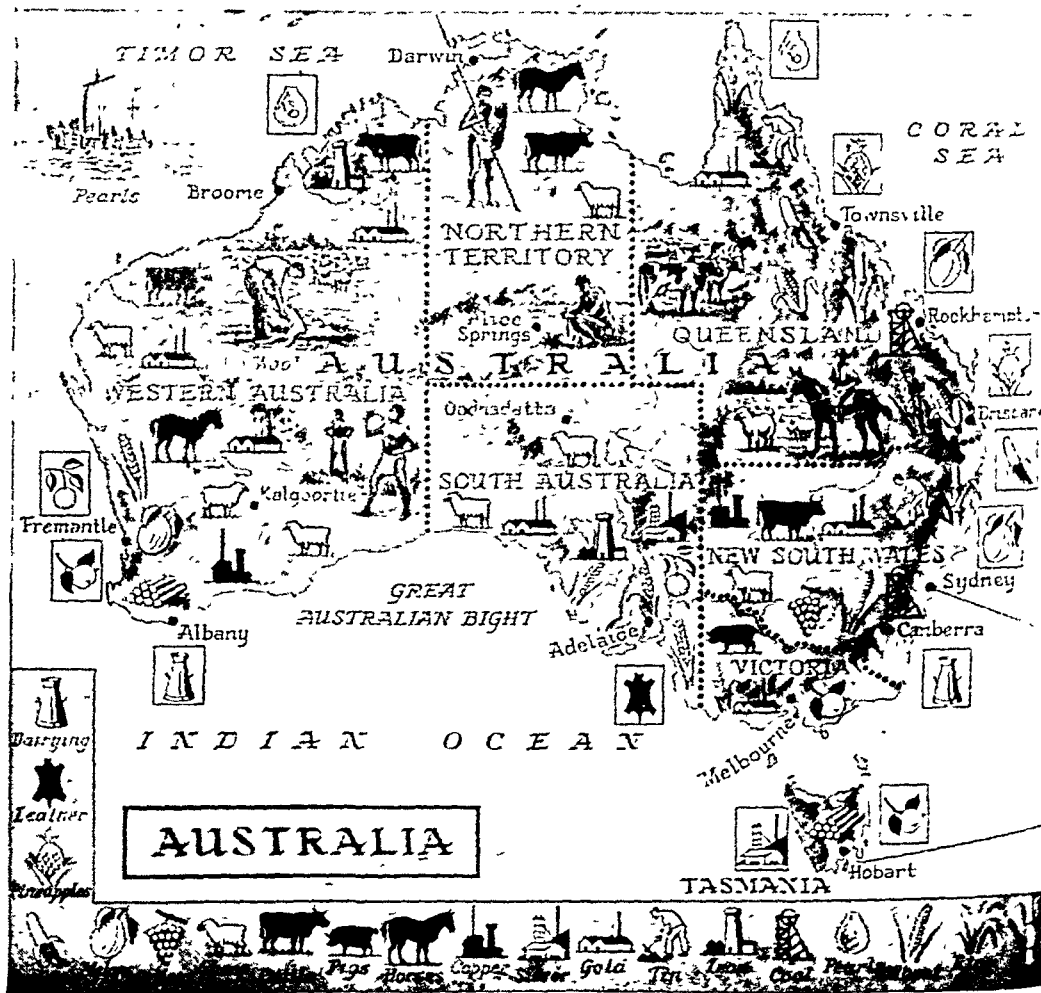 TIMOR SEA
Darwin
CORAL
SEA
Pearls
Broome
Townsville
NORTHERN
TERRITORY
Springs
QUEENSLAND
AUSTRALIA
WESTERN AUSTRALIA
Oodnadatta
SOUTH AUSTRALIA
Kalgoorlie
Fremantle
NEW SOUTH WALES
GREAT
AUSTRALIAN BIGHT
Sydney
Albany
Adelaide
Canberra
VICTORIA
Dairying
INDIAN OCEAN
Melbourne
Leather
AUSTRALIA
Pineapples
Hobart
TASMANIA
Pigs
Horses
Copper
Silver
Gold
Tin
Coal
Pearls